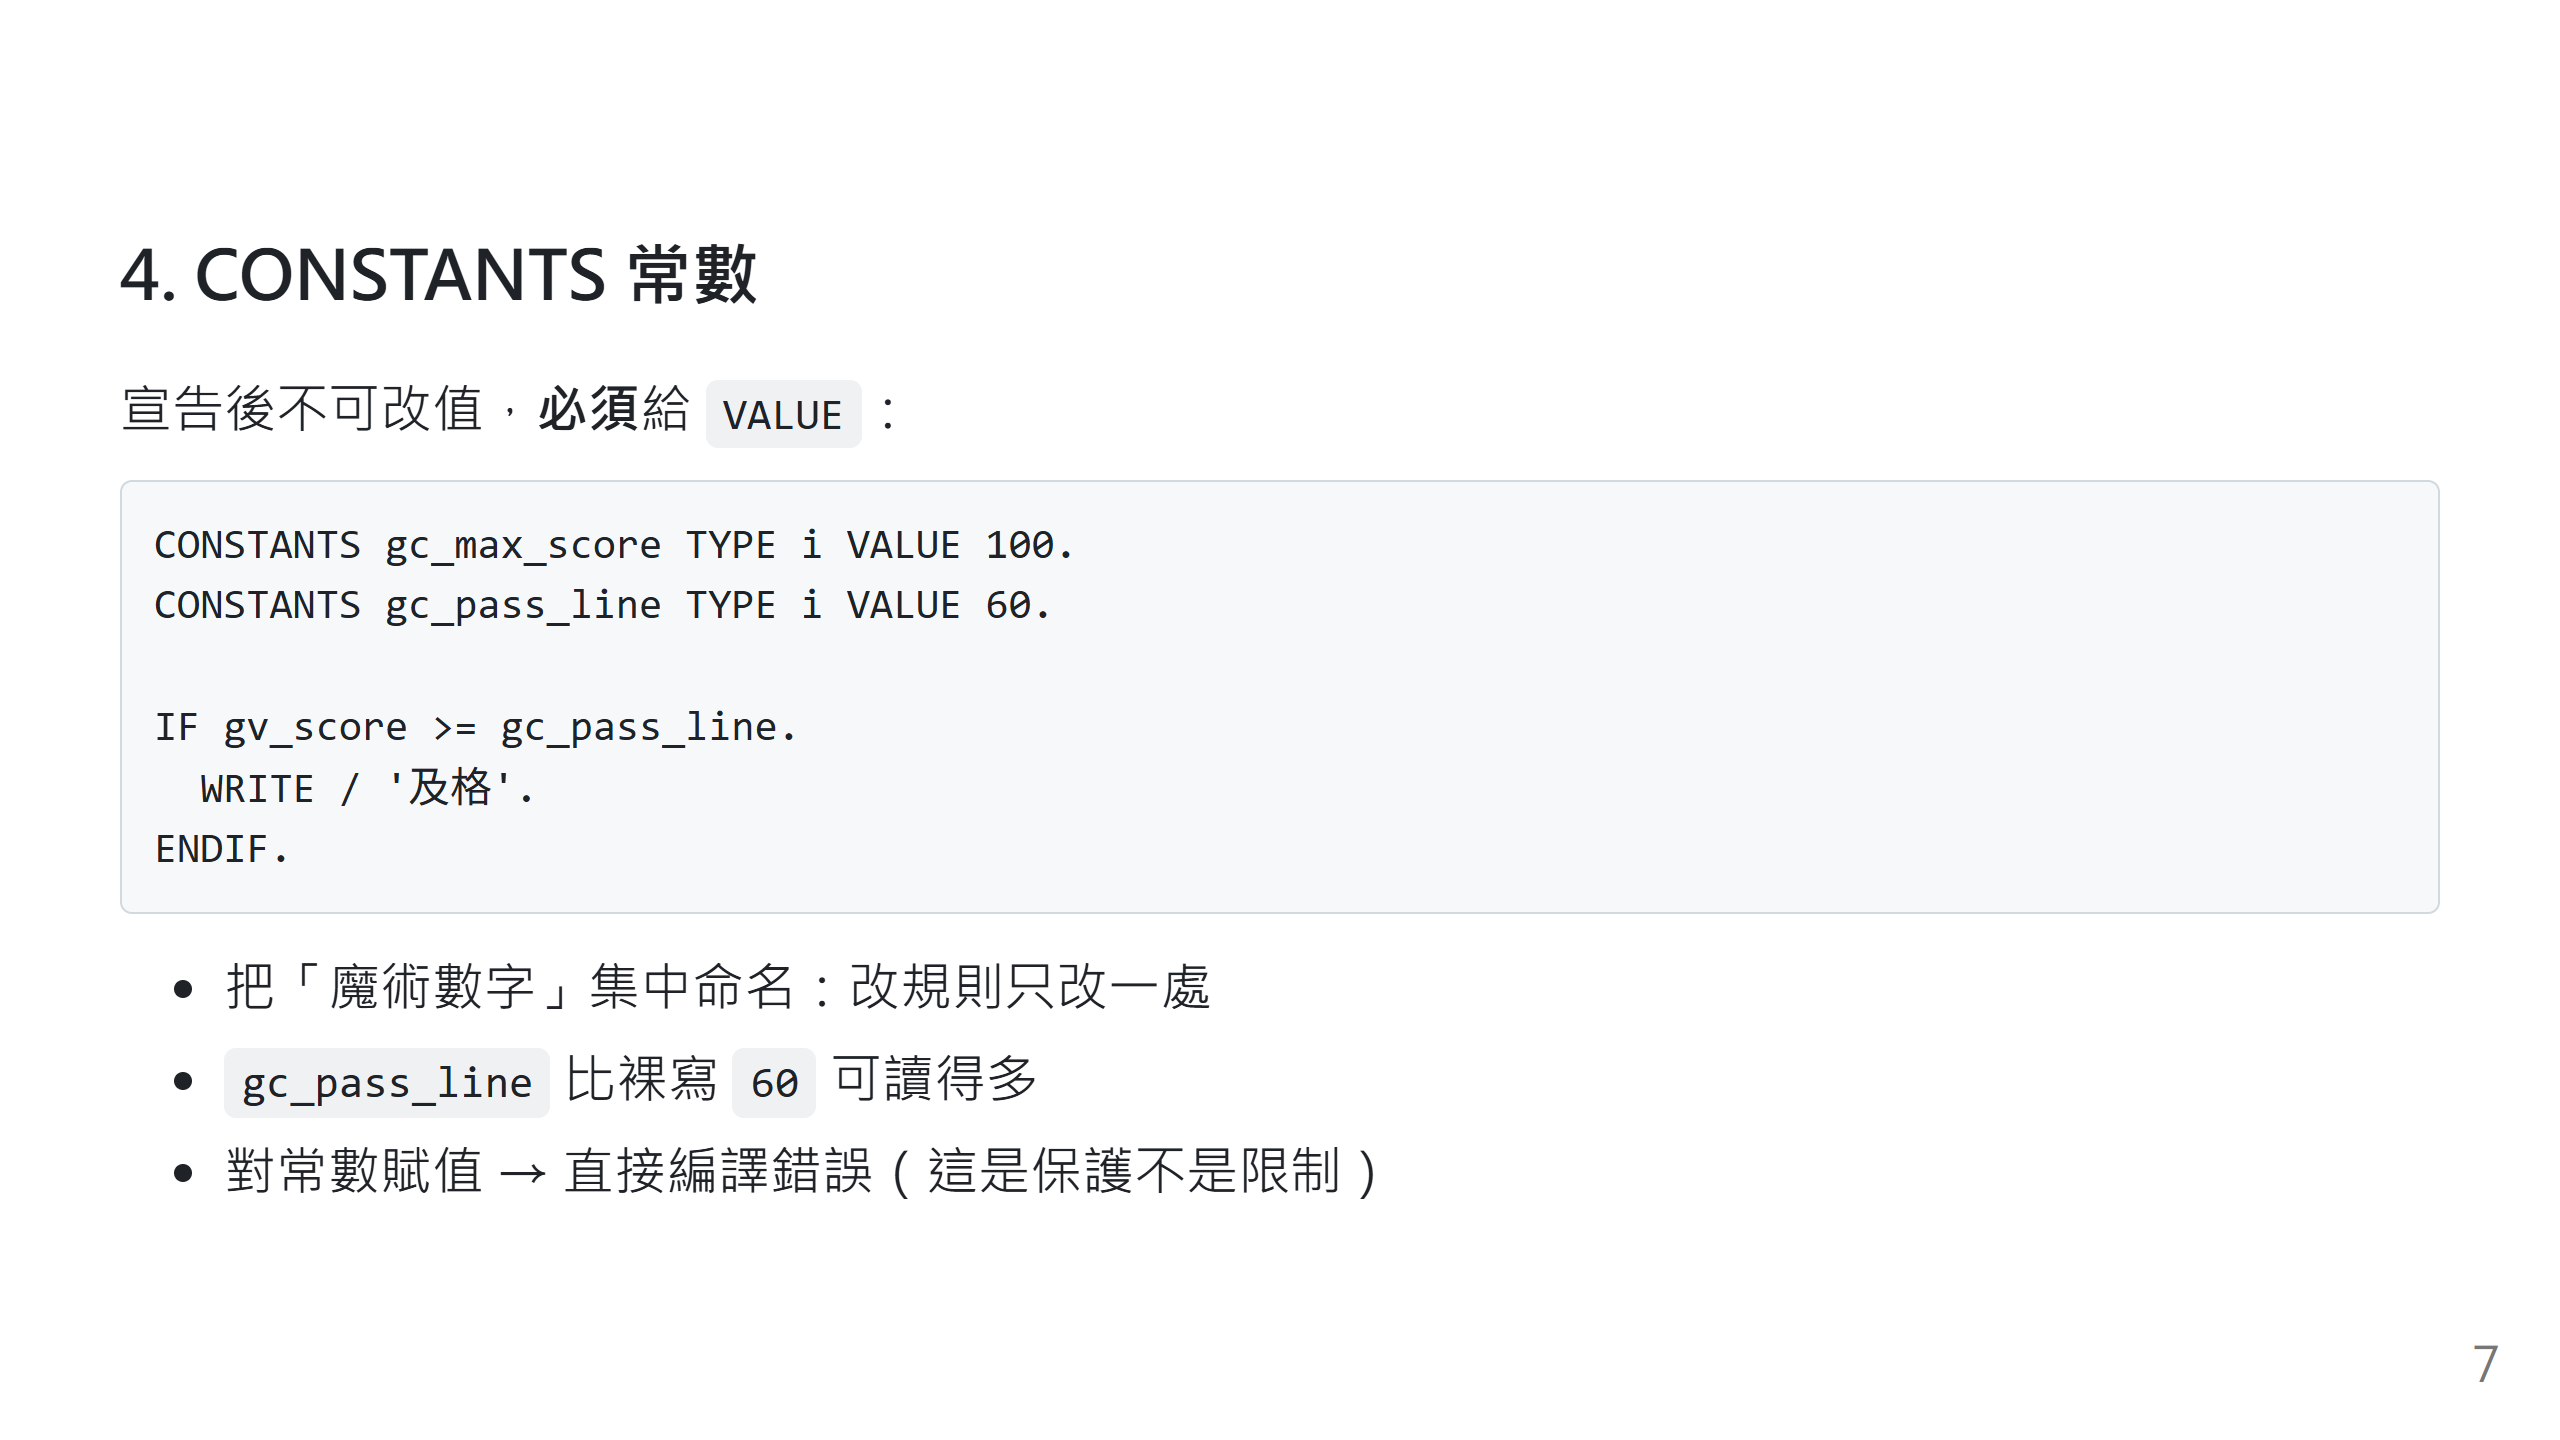 4. CONSTANTS 常數
宣告後不可改值，必須給 VALUE：
CONSTANTS gc_max_score TYPE i VALUE 100.
CONSTANTS gc_pass_line TYPE i VALUE 60.
IF gv_score >= gc_pass_line.
  WRITE / '及格'.
ENDIF.
• 把「魔術數字」集中命名：改規則只改一處
• gc_pass_line 比裸寫 60 可讀得多
• 對常數賦值 → 直接編譯錯誤（這是保護不是限制）
7